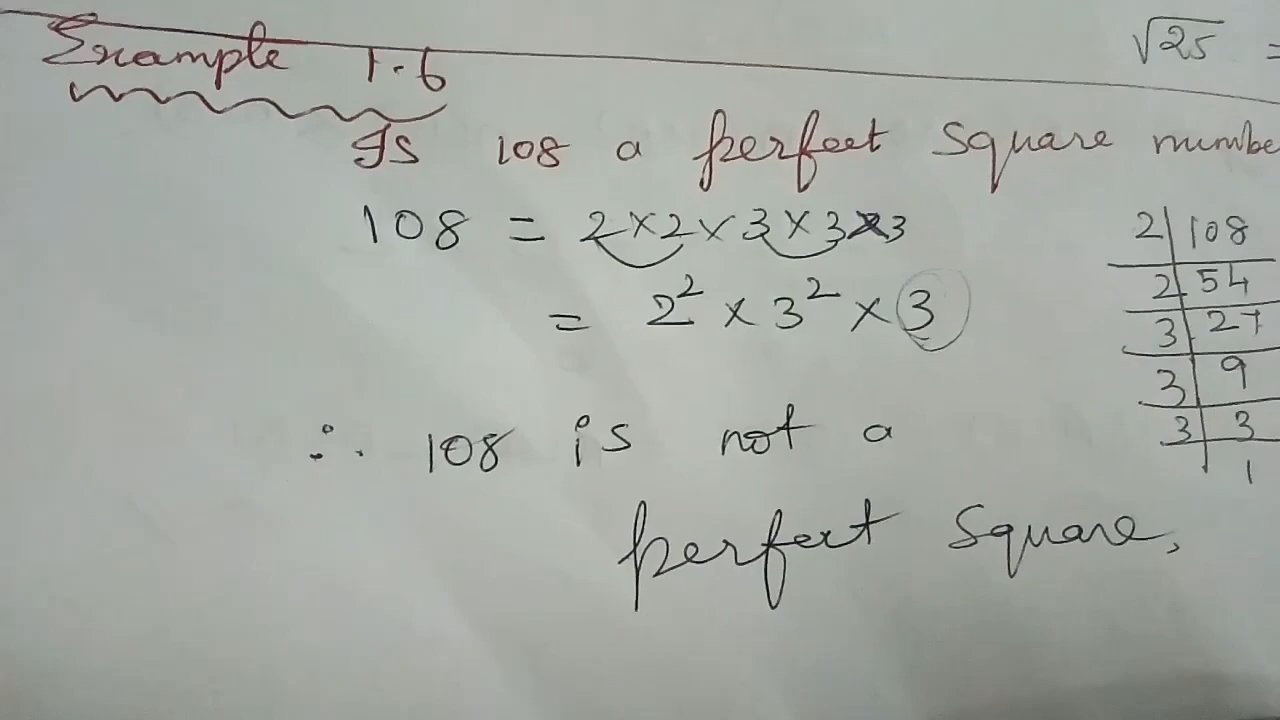 √25 =
Example 1.6
Is 108 a perfect square numbe
108 = 2×2×3×3×3
= 2² × 3² × 3
∴ 108 is not a
perfect square,
2 | 108
2 | 54
3 | 27
3 | 9
3 | 3
1